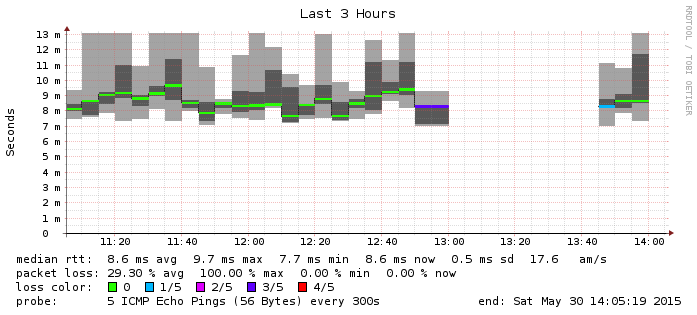 Last 3 Hours
RRDTOOL / TOBI OETIKER
Seconds
13 m
12 m
11 m
10 m
9 m
8 m
7 m
6 m
5 m
4 m
3 m
2 m
1 m
0
11:20 11:40 12:00 12:20 12:40 13:00 13:20 13:40 14:00
median rtt: 8.6 ms avg 9.7 ms max 7.7 ms min 8.6 ms now 0.5 ms sd 17.6 am/s
packet loss: 29.30 % avg 100.00 % max 0.00 % min 0.00 % now
loss color: 0 1/5 2/5 3/5 4/5
probe: 5 ICMP Echo Pings (56 Bytes) every 300s end: Sat May 30 14:05:19 2015